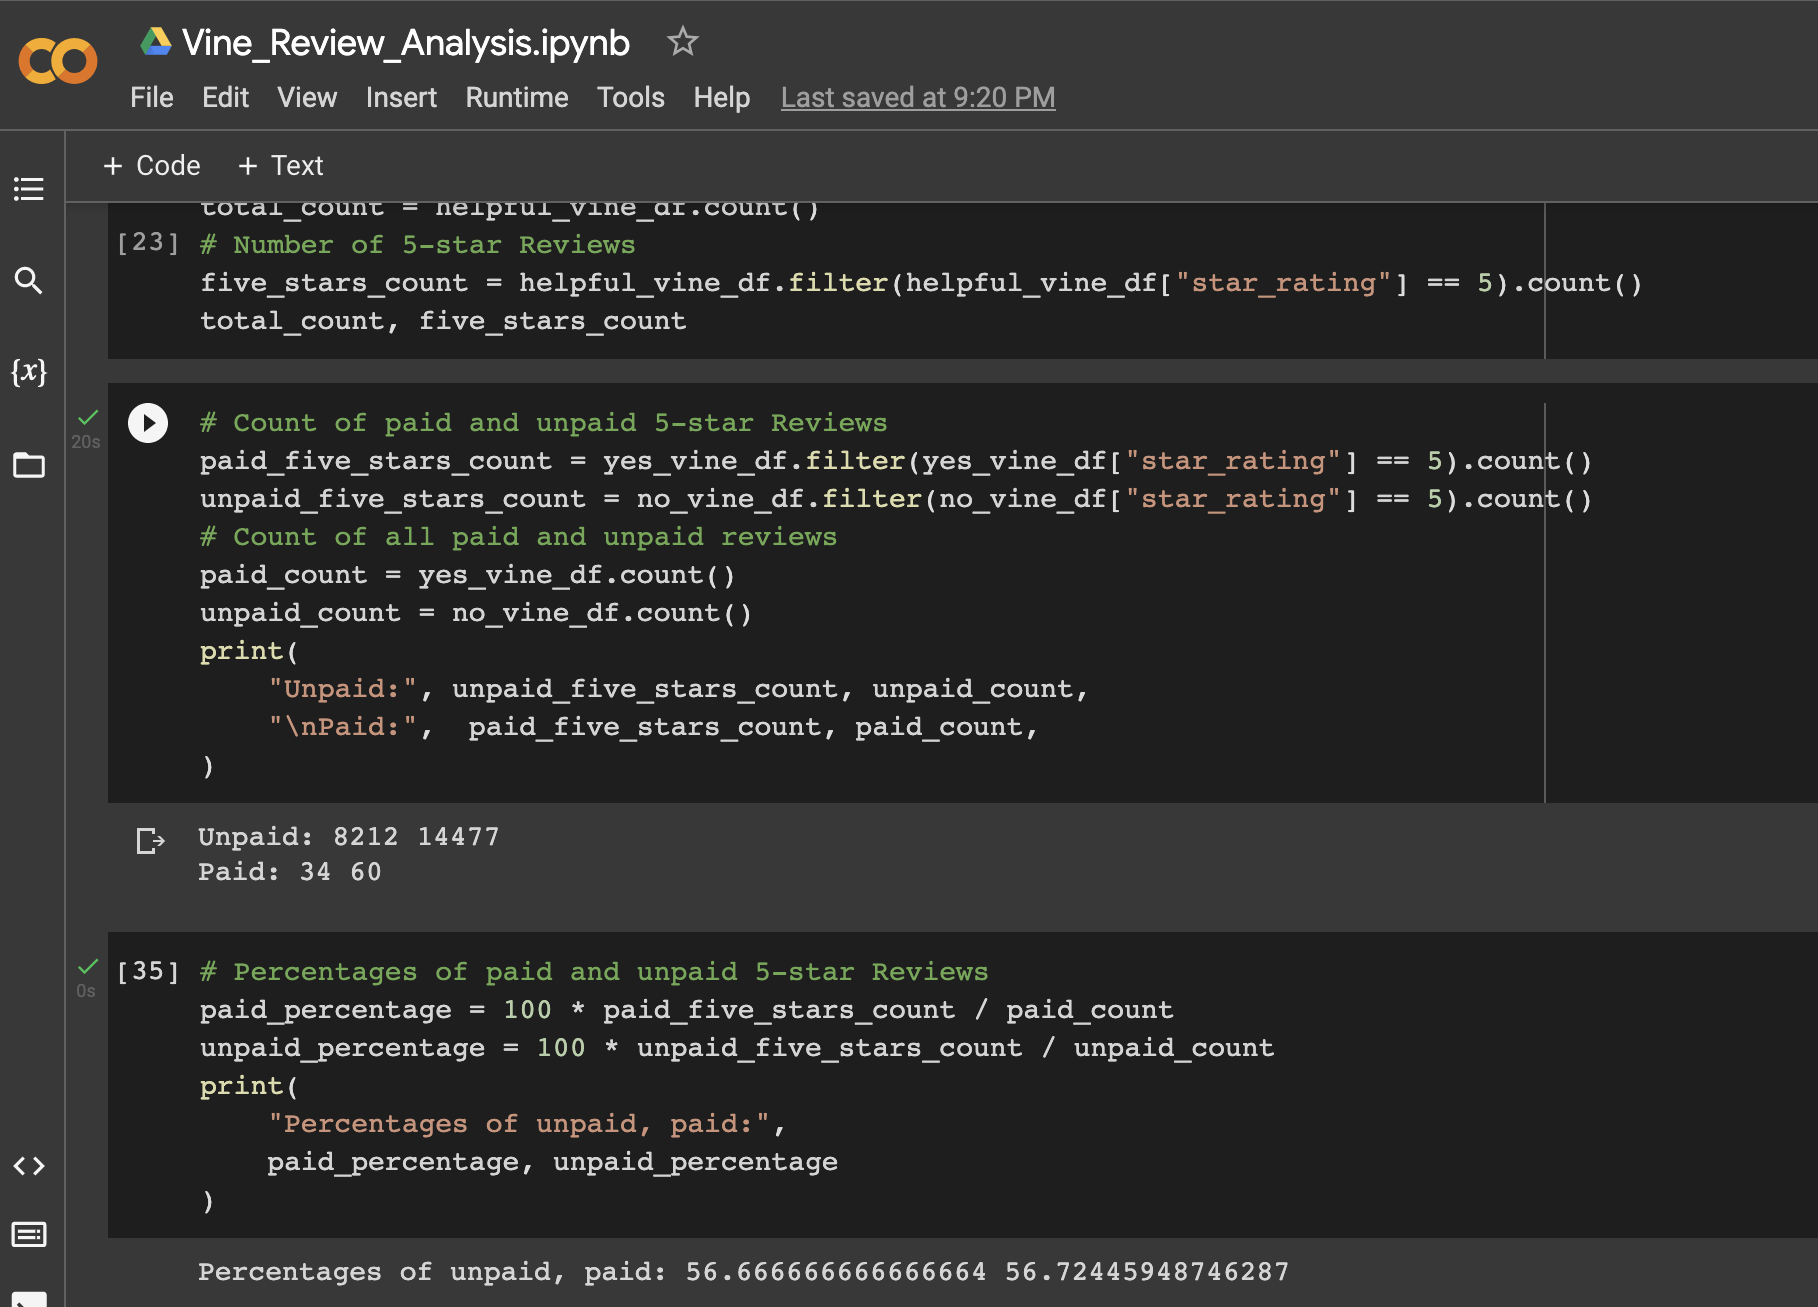 Vine_Review_Analysis.ipynb
File Edit View Insert Runtime Tools Help Last saved at 9:20 PM
+ Code + Text
total_count = helpful_vine_df.count()
[23] # Number of 5-star Reviews
five_stars_count = helpful_vine_df.filter(helpful_vine_df["star_rating"] == 5).count()
total_count, five_stars_count
{x}
20s
# Count of paid and unpaid 5-star Reviews
paid_five_stars_count = yes_vine_df.filter(yes_vine_df["star_rating"] == 5).count()
unpaid_five_stars_count = no_vine_df.filter(no_vine_df["star_rating"] == 5).count()
# Count of all paid and unpaid reviews
paid_count = yes_vine_df.count()
unpaid_count = no_vine_df.count()
print(
"Unpaid:", unpaid_five_stars_count, unpaid_count,
"\nPaid:",  paid_five_stars_count, paid_count,
)
Unpaid: 8212 14477
Paid: 34 60
[35] # Percentages of paid and unpaid 5-star Reviews
0s
paid_percentage = 100 * paid_five_stars_count / paid_count
unpaid_percentage = 100 * unpaid_five_stars_count / unpaid_count
print(
"Percentages of unpaid, paid:",
paid_percentage, unpaid_percentage
)
Percentages of unpaid, paid: 56.666666666666664 56.72445948746287